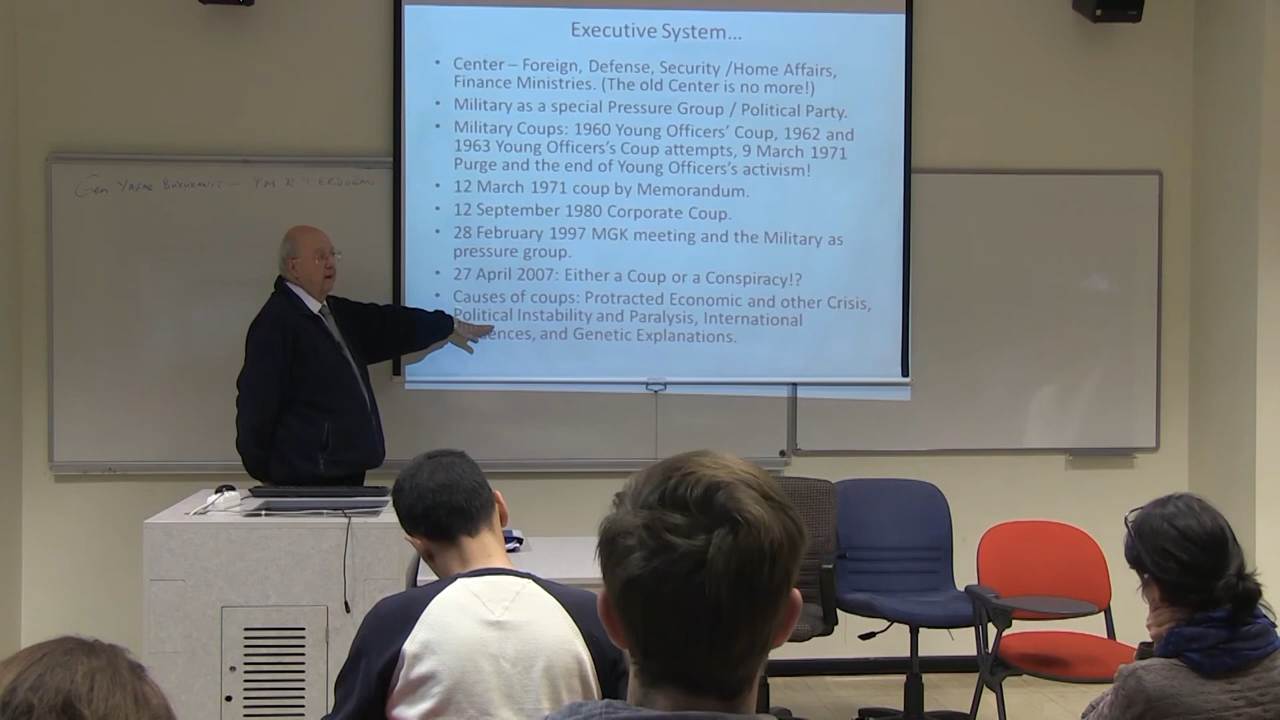 Executive System...
• Center – Foreign, Defense, Security /Home Affairs,
Finance Ministries. (The old Center is no more!)
• Military as a special Pressure Group / Political Party.
• Military Coups: 1960 Young Officers' Coup, 1962 and
1963 Young Officers's Coup attempts, 9 March 1971
Purge and the end of Young Officers's activism!
• 12 March 1971 coup by Memorandum.
• 12 September 1980 Corporate Coup.
• 28 February 1997 MGK meeting and the Military as
pressure group.
• 27 April 2007: Either a Coup or a Conspiracy!?
• Causes of coups: Protracted Economic and other Crisis,
Political Instability and Paralysis, International
and Genetic Explanations.
Gen YAŞAR — ERDOGAN